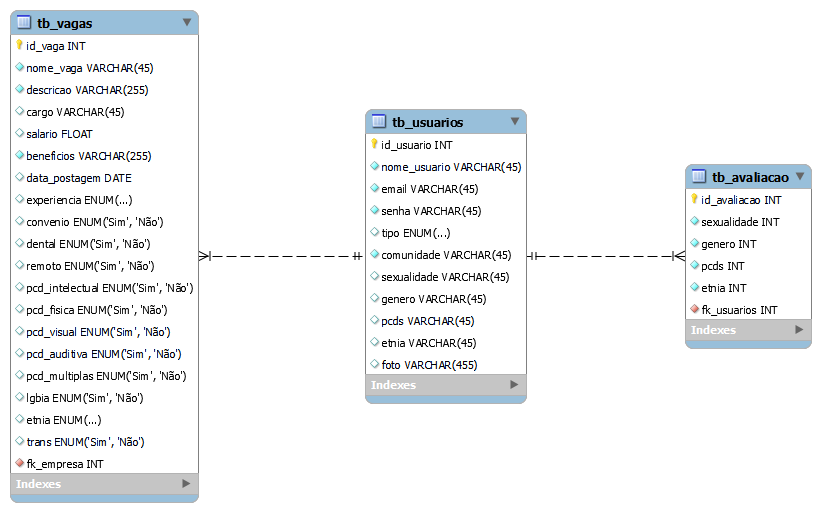 tb_vagas
id_vaga INT
nome_vaga VARCHAR(45)
descricao VARCHAR(255)
cargo VARCHAR(45)
salario FLOAT
beneficios VARCHAR(255)
data_postagem DATE
experiencia ENUM(...)
convenio ENUM('Sim', 'Não')
dental ENUM('Sim', 'Não')
remoto ENUM('Sim', 'Não')
pcd_intelectual ENUM('Sim', 'Não')
pcd_fisica ENUM('Sim', 'Não')
pcd_visual ENUM('Sim', 'Não')
pcd_auditiva ENUM('Sim', 'Não')
pcd_multiplas ENUM('Sim', 'Não')
lgbia ENUM('Sim', 'Não')
etnia ENUM(...)
trans ENUM('Sim', 'Não')
fk_empresa INT
Indexes
tb_usuarios
id_usuario INT
nome_usuario VARCHAR(45)
email VARCHAR(45)
senha VARCHAR(45)
tipo ENUM(...)
comunidade VARCHAR(45)
sexualidade VARCHAR(45)
genero VARCHAR(45)
pcds VARCHAR(45)
etnia VARCHAR(45)
foto VARCHAR(455)
Indexes
tb_avaliacao
id_avaliacao INT
sexualidade INT
genero INT
pcds INT
etnia INT
fk_usuarios INT
Indexes